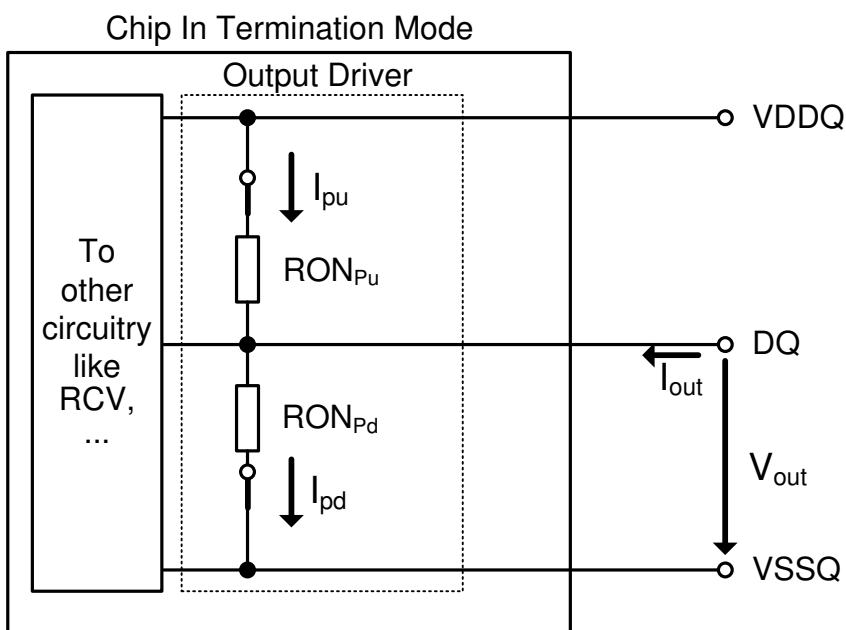 Chip In Termination Mode
Output Driver
VDDQ
Ipu
To
other
circuitry
like
RCV,
...
RONPu
DQ
Iout
RONPd
Vout
Ipd
VSSQ